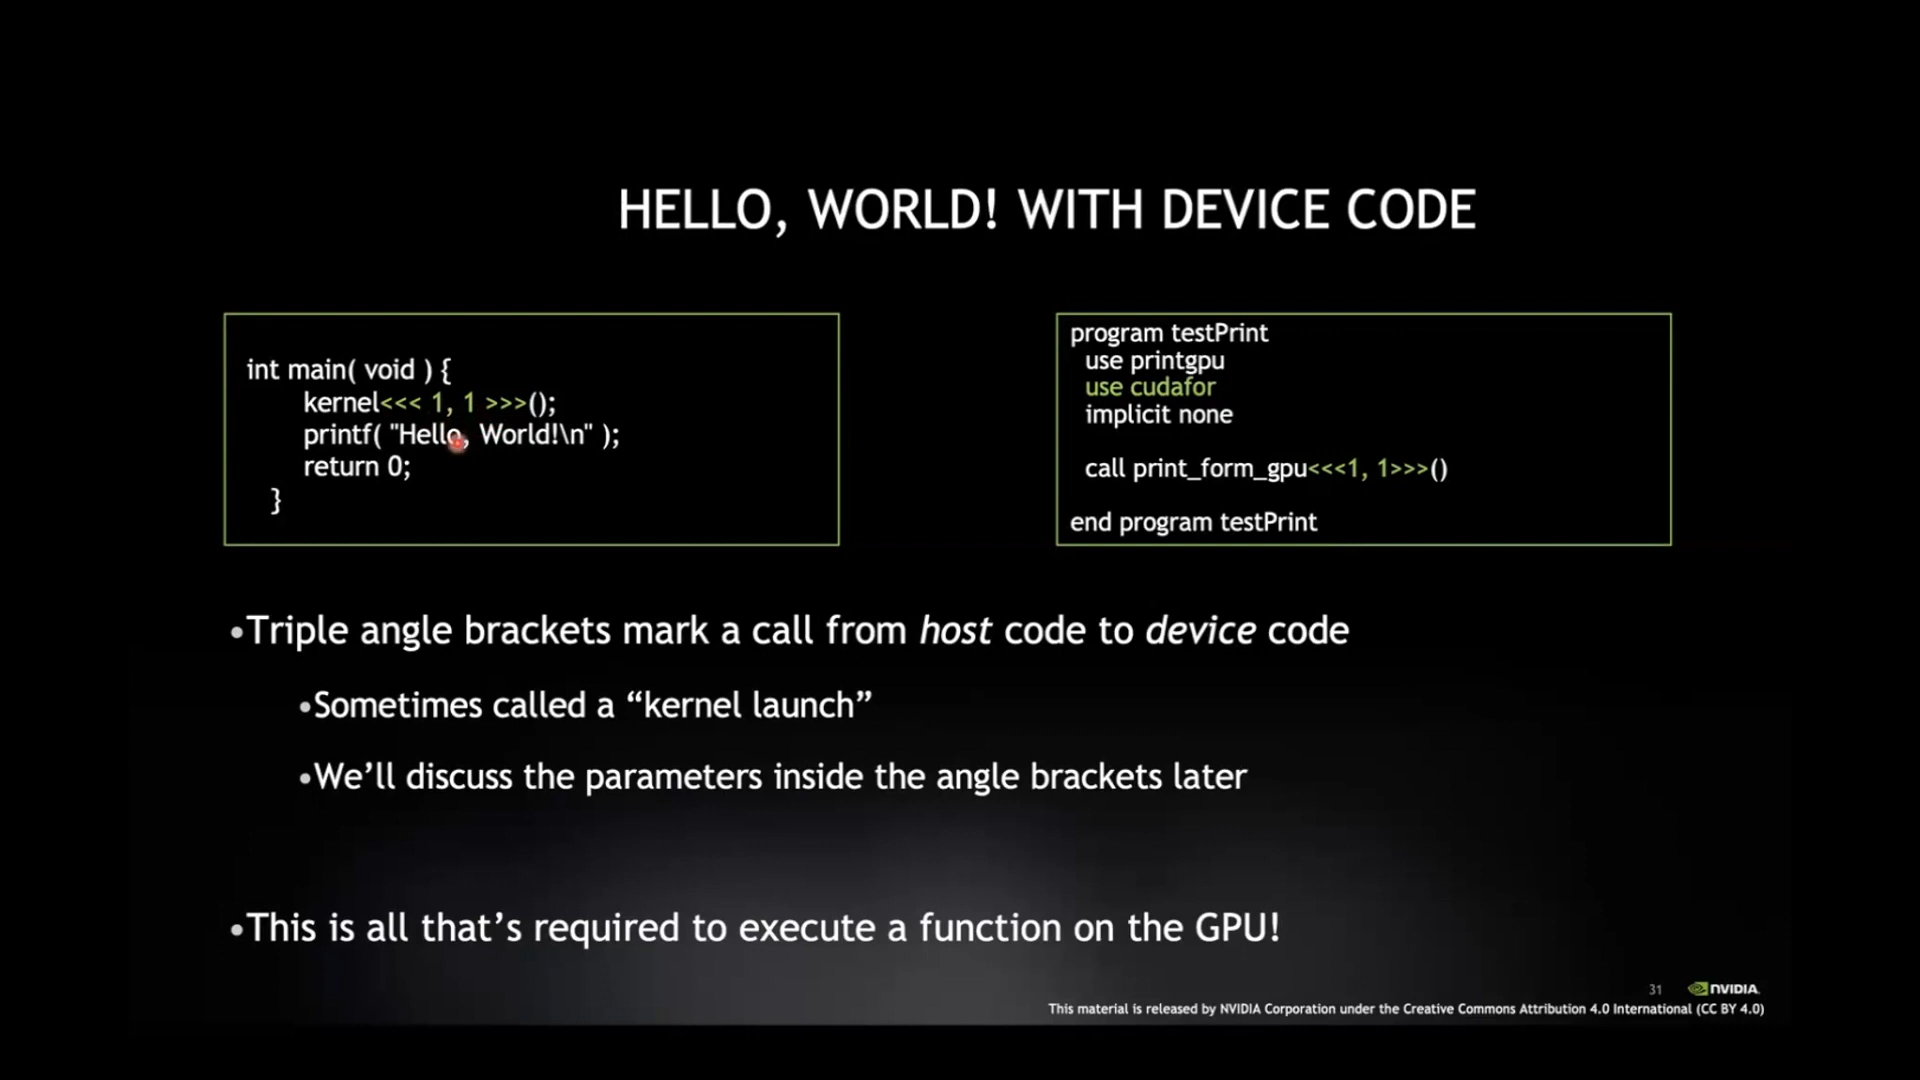 HELLO, WORLD! WITH DEVICE CODE
int main( void ) {
kernel<<< 1, 1 >>>();
printf( "Hello, World!\n" );
return 0;
}
program testPrint
use printgpu
use cudafor
implicit none
call print_form_gpu<<<1, 1>>>()
end program testPrint
•Triple angle brackets mark a call from host code to device code
•Sometimes called a “kernel launch”
•We’ll discuss the parameters inside the angle brackets later
•This is all that’s required to execute a function on the GPU!
31
NVIDIA.
This material is released by NVIDIA Corporation under the Creative Commons Attribution 4.0 International (CC BY 4.0)